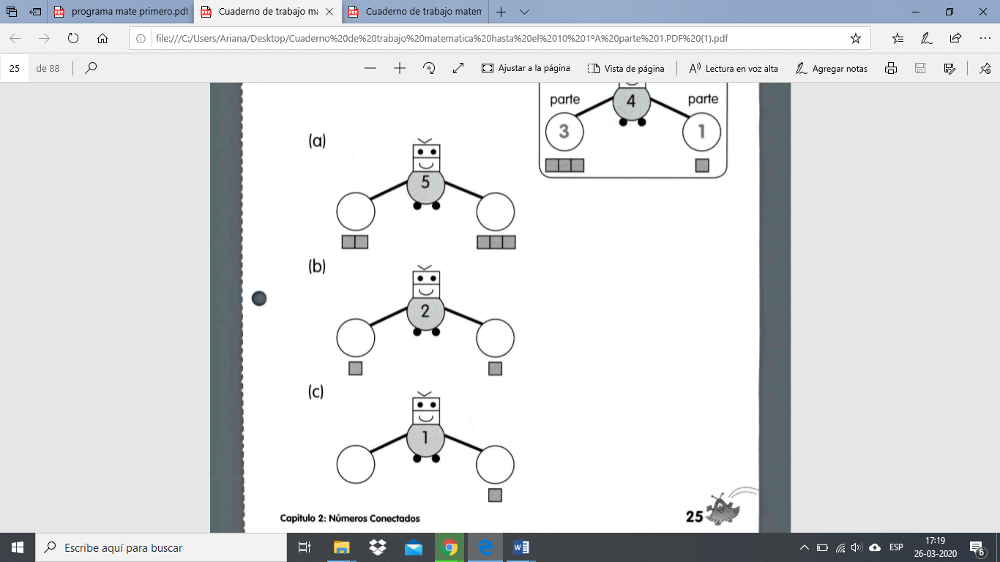 programa mate primero.pdf
Cuaderno de trabajo ma
Cuaderno de trabajo matem
file:///C:/Users/Ariana/Desktop/Cuaderno%20de%20trabajo%20matematica%20hasta%20el%2010%201ºA%20parte%201.PDF%20(1).pdf
25 de 88
Ajustar a la página
Vista de página
Lectura en voz alta
Agregar notas
parte 4 parte
3 1
(a)
5
(b)
2
(c)
1
Capítulo 2: Números Conectados
25
Escribe aquí para buscar
ESP
17:19
26-03-2020
6